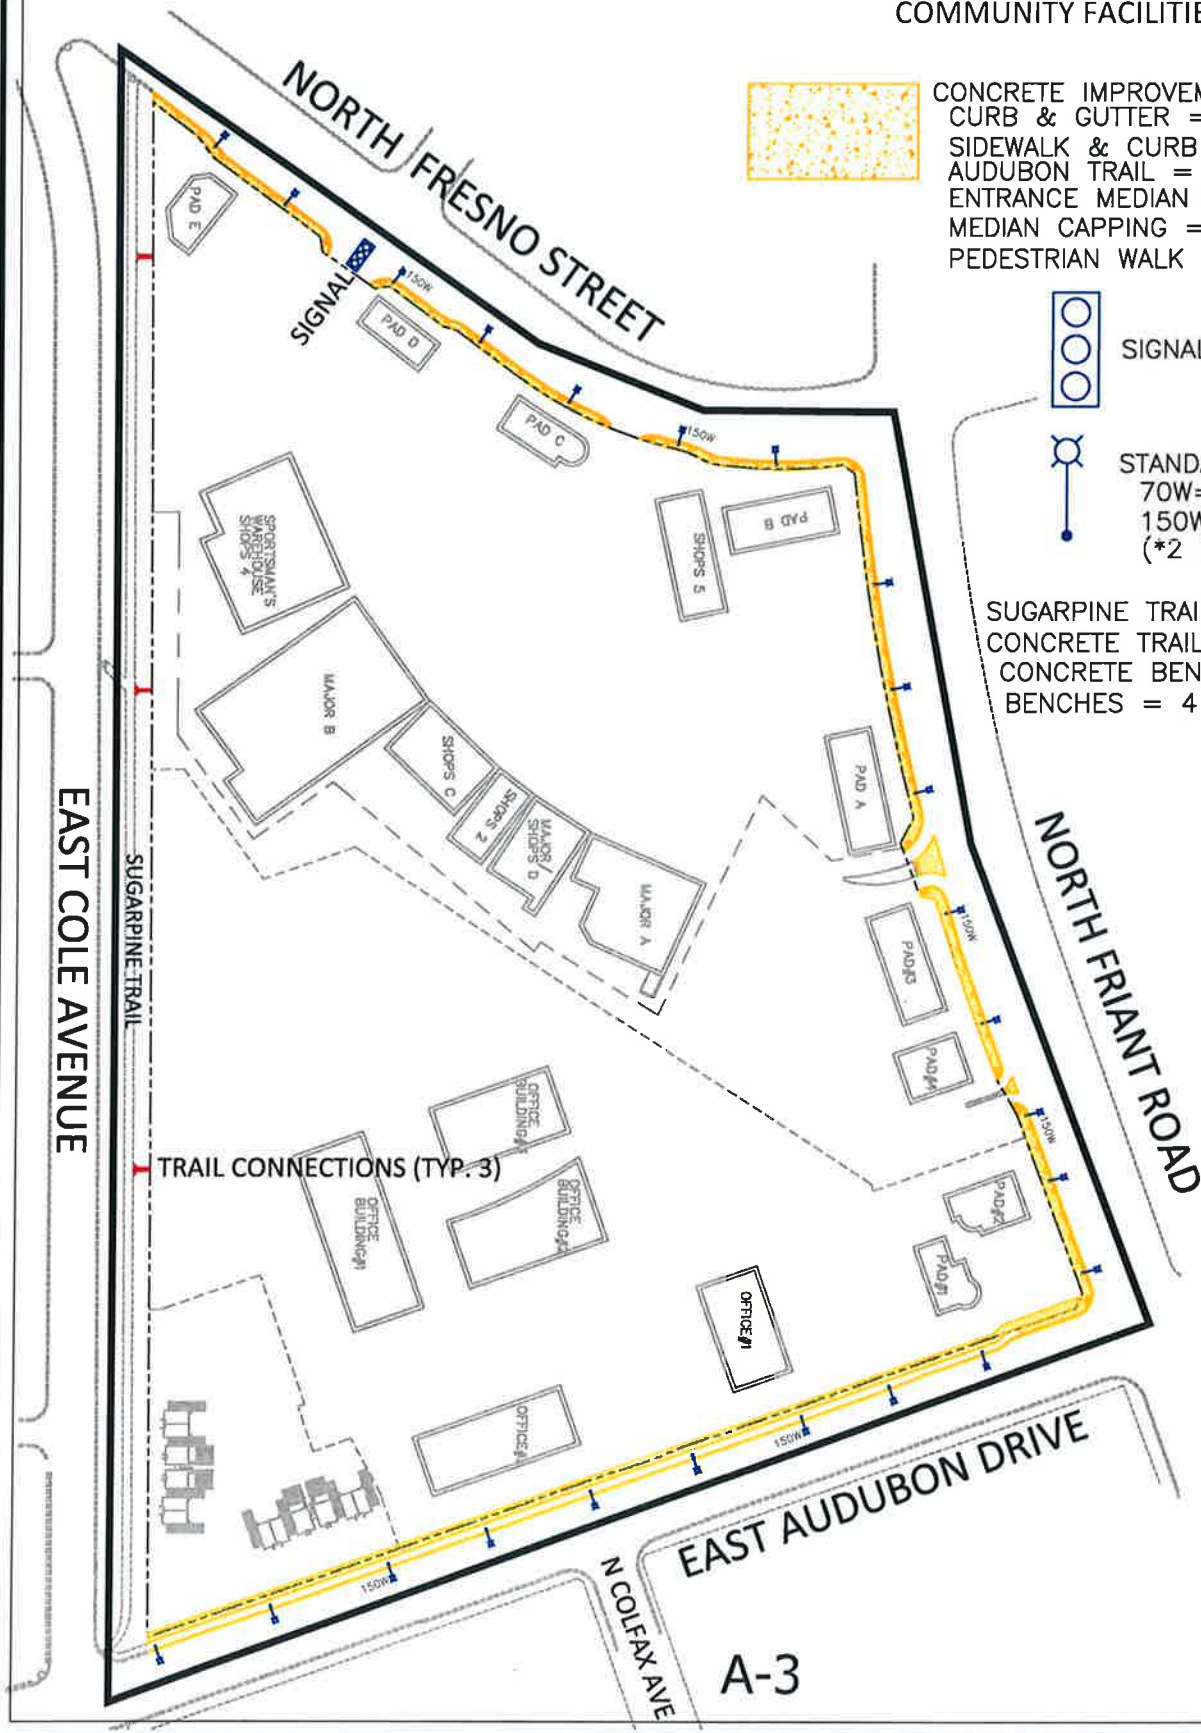 COMMUNITY FACILITIE
CONCRETE IMPROVEM
CURB & GUTTER =
SIDEWALK & CURB
AUDUBON TRAIL =
ENTRANCE MEDIAN
MEDIAN CAPPING =
PEDESTRIAN WALK
SIGNAL
STANDA
70W=
150W
(*2
SUGARPINE TRAI
CONCRETE TRAIL
CONCRETE BEN
BENCHES = 4
NORTH FRESNO STREET
PAD E
SIGNAL
150W
PAD D
PAD C
150W
PAD B
SHOPS 5
SPORTSMAN'S
WAREHOUSE
SHOPS 4
MAJOR B
SHOPS C
SHOPS 2
MAJOR/
SHOPS D
MAJOR A
PAD A
150W
PAD#3
PAD#4
150W
NORTH FRIANT ROAD
PAD#2
PAD#1
EAST COLE AVENUE
SUGARPINE TRAIL
TRAIL CONNECTIONS (TYP. 3)
OFFICE
OFFICE
BUILDING#2
OFFICE
BUILDING#1
OFFICE#1
OFFICE
150W
150W
EAST AUDUBON DRIVE
N COLFAX AVE
A-3